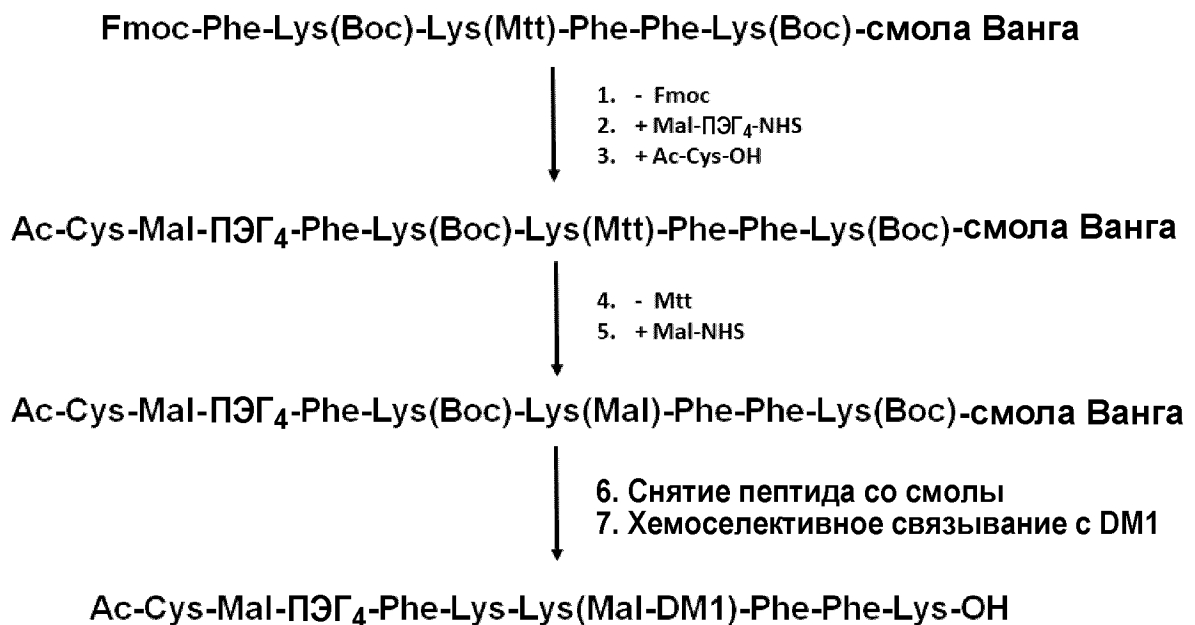 Fmoc-Phe-Lys(Boc)-Lys(Mtt)-Phe-Phe-Lys(Boc)-смола Ванга
1. - Fmoc
2. + Mal-ПЭГ₄-NHS
3. + Ac-Cys-OH
Ac-Cys-Mal-ПЭГ₄-Phe-Lys(Boc)-Lys(Mtt)-Phe-Phe-Lys(Boc)-смола Ванга
4. - Mtt
5. + Mal-NHS
Ac-Cys-Mal-ПЭГ₄-Phe-Lys(Boc)-Lys(Mal)-Phe-Phe-Lys(Boc)-смола Ванга
6. Снятие пептида со смолы
7. Хемоселективное связывание с DM1
Ac-Cys-Mal-ПЭГ₄-Phe-Lys-Lys(Mal-DM1)-Phe-Phe-Lys-OH